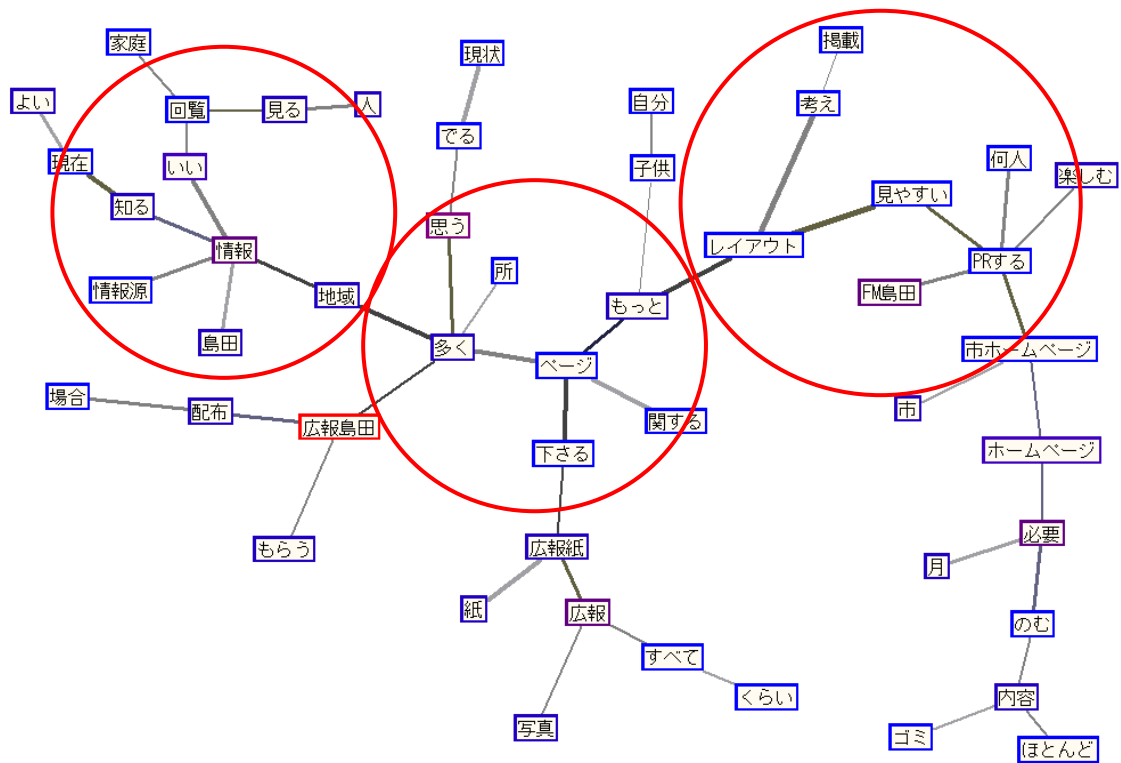 家庭
現状
掲載
よい
回覧
見る
人
自分
考え
でる
現在
いい
子供
何人
楽しむ
知る
見やすい
思う
情報
レイアウト
所
PRする
情報源
地域
もっと
FM島田
島田
多く
ページ
市ホームページ
場合
配布
広報島田
関する
市
下さる
ホームページ
もらう
広報紙
必要
月
紙
広報
のむ
すべて
くらい
内容
写真
ゴミ
ほとんど